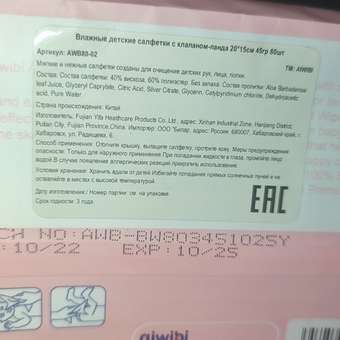 Влажные детские салфетки с клапаном-панда 20*15см 45гр 80шт
Артикул: AWB80-02
ТМ: AIWIBI
Мягкие и нежные салфетки созданы для очищения детских рук, лица, попки.
Состав: Состав салфетки: 40% вискоза, 60% полиэстер. Без запаха. Состав пропитки: Aloe Barbadensis
leaf Juice, Glyceryl Caprylate, Citric Acid, Silver Citrate, Glycerin, Cetylpyridinium chloride, Dehydroacetic
acid, Pure Water
Страна происхождения: Китай
Изготовитель: Fujian Yifa Healthcare Products Co., Ltd., адрес: Xinhan Industrial Zone, Hanjiang District,
Putian City, Fujian Province, China. Импортер: ООО "Билар", адрес: Россия, 680007, Хабаровский край, г.
Хабаровск, ул. Радищева, 6
Способ применения: Откройте крышку, вытащите салфетку, протрите кожу. Меры предосторожности:
опасности. Только для наружного применения. При попадании жидкости в глаза, промойте
водой. В случае появления аллергических реакций прекратить использование.
Условия хранения: Хранить вдали от детей. Избегайте попадания прямых солнечных лучей и не
оставляйте в местах с высокой температурой.
Дата изготовления / Номер партии: см. на упаковке.
Срок годности: 3 года.
EAC
CH NO:AWB-BW803451025Y
:10/22 EXP:10/25
aiwibi